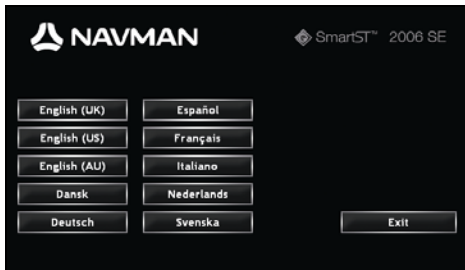 NAVMAN SmartST™ 2006 SE
English (UK) Español
English (US) Français
English (AU) Italiano
Dansk Nederlands
Deutsch Svenska Exit